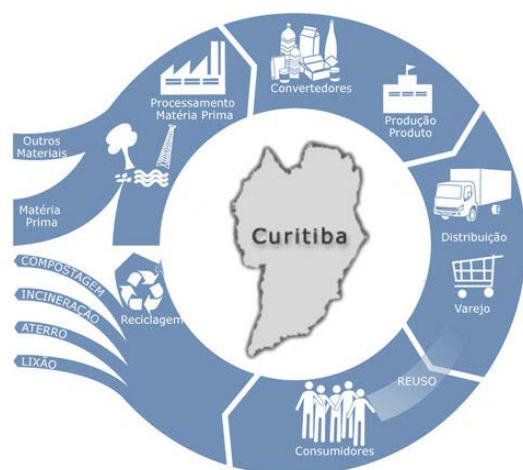 Convertedores
Processamento
Matéria Prima
Produção
Produto
Outros
Materiais
Matéria
Prima
Curitiba
Distribuição
COMPOSTAGEM
INCINERAÇÃO
ATERRO
LIXÃO
Reciclagem
Varejo
REUSO
Consumidores